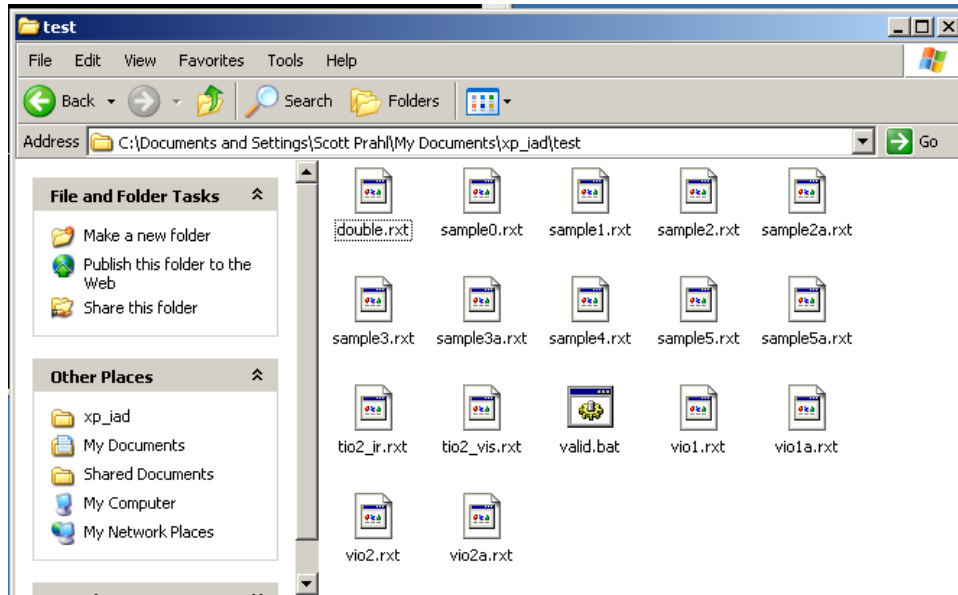 test
File Edit View Favorites Tools Help
Back Search Folders
Address C:\Documents and Settings\Scott Prahl\My Documents\xp_iad\test Go
File and Folder Tasks
Make a new folder
Publish this folder to the
Web
Share this folder
Other Places
xp_iad
My Documents
Shared Documents
My Computer
My Network Places
double.rxt sample0.rxt sample1.rxt sample2.rxt sample2a.rxt
sample3.rxt sample3a.rxt sample4.rxt sample5.rxt sample5a.rxt
tio2_ir.rxt tio2_vis.rxt valid.bat vio1.rxt vio1a.rxt
vio2.rxt vio2a.rxt